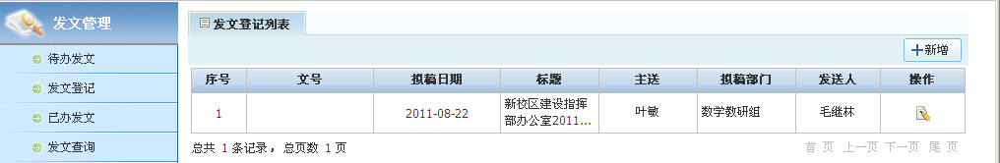 发文管理
待办发文
发文登记
已办发文
发文查询
发文登记列表
新增
序号 文号 拟稿日期 标题 主送 拟稿部门 发送人 操作
1 2011-08-22 新校区建设指挥 叶敏 数学教研组 毛继林
部办公室2011...
总共 1 条记录，总页数 1 页
首 页 上一页 下一页 尾 页